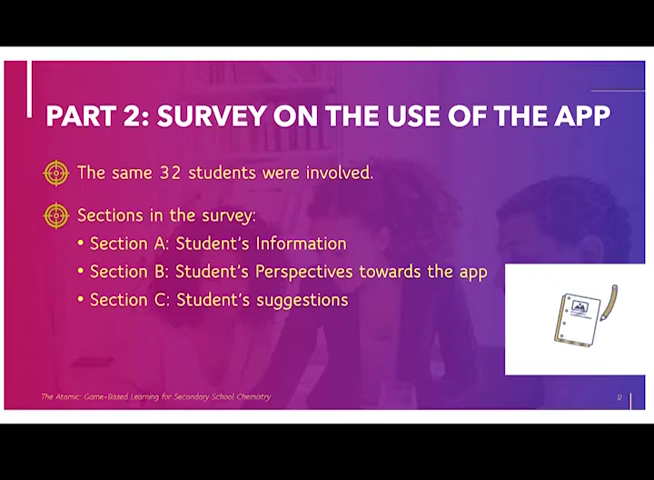 PART 2: SURVEY ON THE USE OF THE APP
The same 32 students were involved.
Sections in the survey:
• Section A: Student's Information
• Section B: Student's Perspectives towards the app
• Section C: Student's suggestions
The Atomic: Game-Based Learning for Secondary School Chemistry